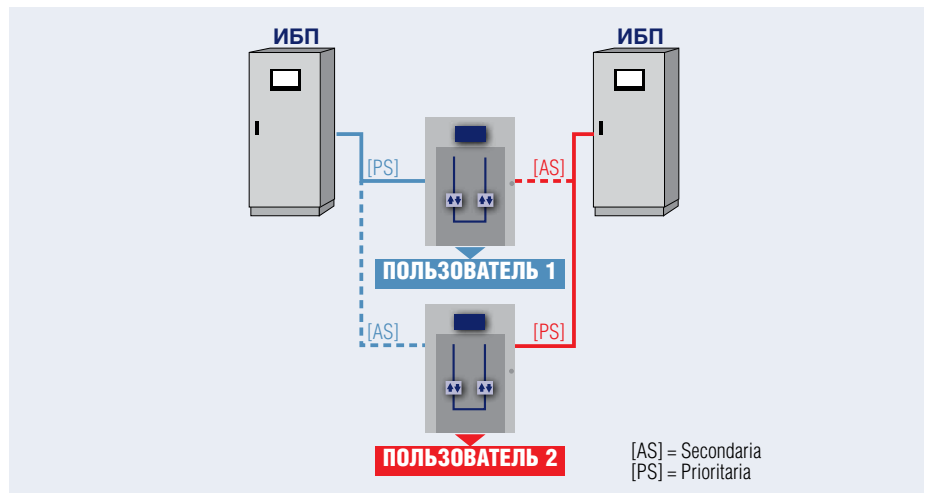 ИБП
ИБП
[PS]
[AS]
ПОЛЬЗОВАТЕЛЬ 1
[AS]
[PS]
ПОЛЬЗОВАТЕЛЬ 2
[AS] = Secondaria
[PS] = Prioritaria